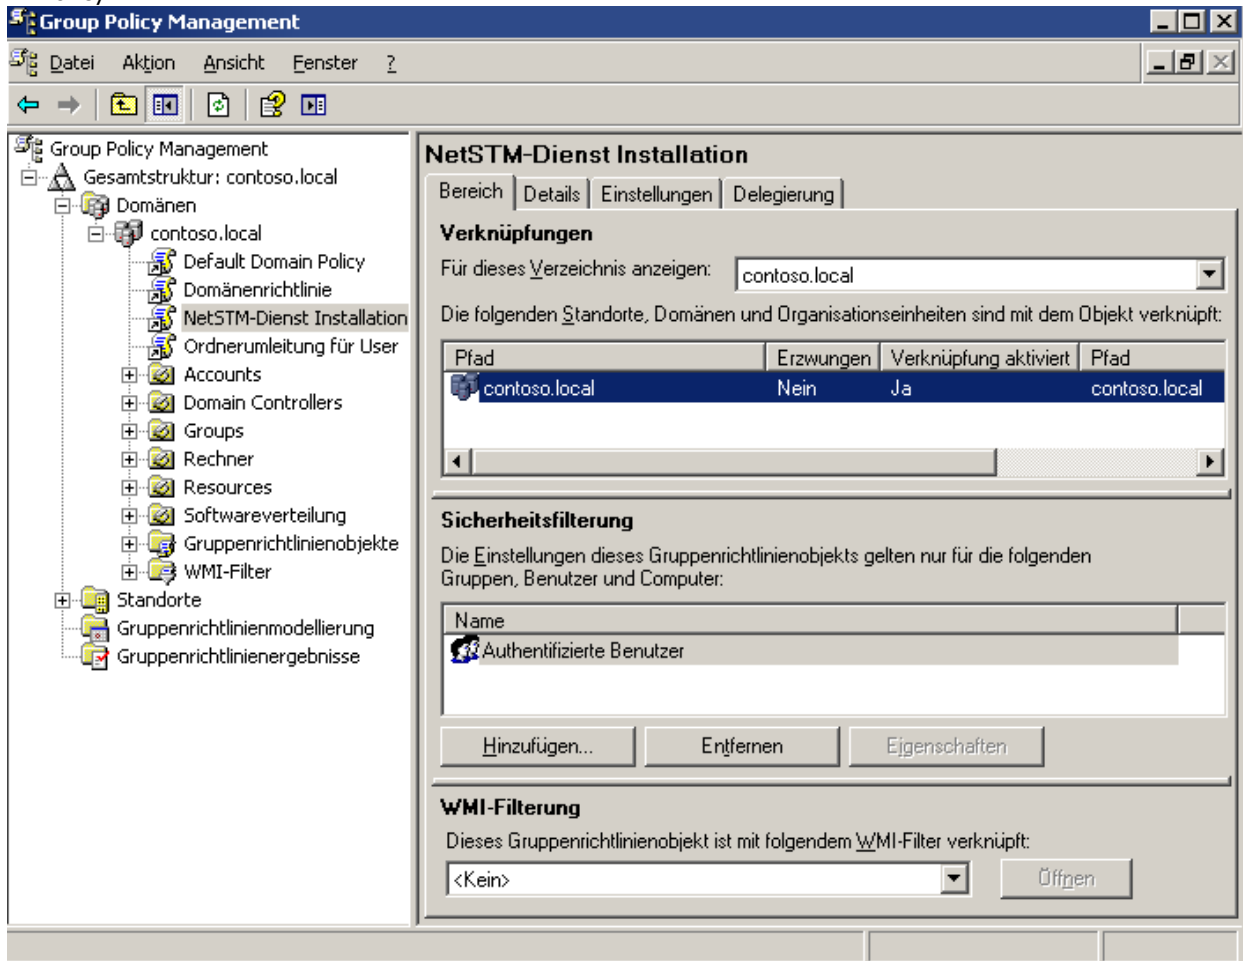 Group Policy Management
Datei Aktion Ansicht Fenster ?
Group Policy Management
Gesamtstruktur: contoso.local
Domänen
contoso.local
Default Domain Policy
Domänenrichtlinie
NetSTM-Dienst Installation
Ordnerumleitung für User
Accounts
Domain Controllers
Groups
Rechner
Resources
Softwareverteilung
Gruppenrichtlinienobjekte
WMI-Filter
Standorte
Gruppenrichtlinienmodellierung
Gruppenrichtlinienergebnisse
NetSTM-Dienst Installation
Bereich Details Einstellungen Delegierung
Verknüpfungen
Für dieses Verzeichnis anzeigen: contoso.local
Die folgenden Standorte, Domänen und Organisationseinheiten sind mit dem Objekt verknüpft:
Pfad Erzwungen Verknüpfung aktiviert Pfad
contoso.local Nein Ja contoso.local
Sicherheitsfilterung
Die Einstellungen dieses Gruppenrichtlinienobjekts gelten nur für die folgenden
Gruppen, Benutzer und Computer:
Name
Authentifizierte Benutzer
Hinzufügen... Entfernen Eigenschaften
WMI-Filterung
Dieses Gruppenrichtlinienobjekt ist mit folgendem WMI-Filter verknüpft:
<Kein> Öffnen